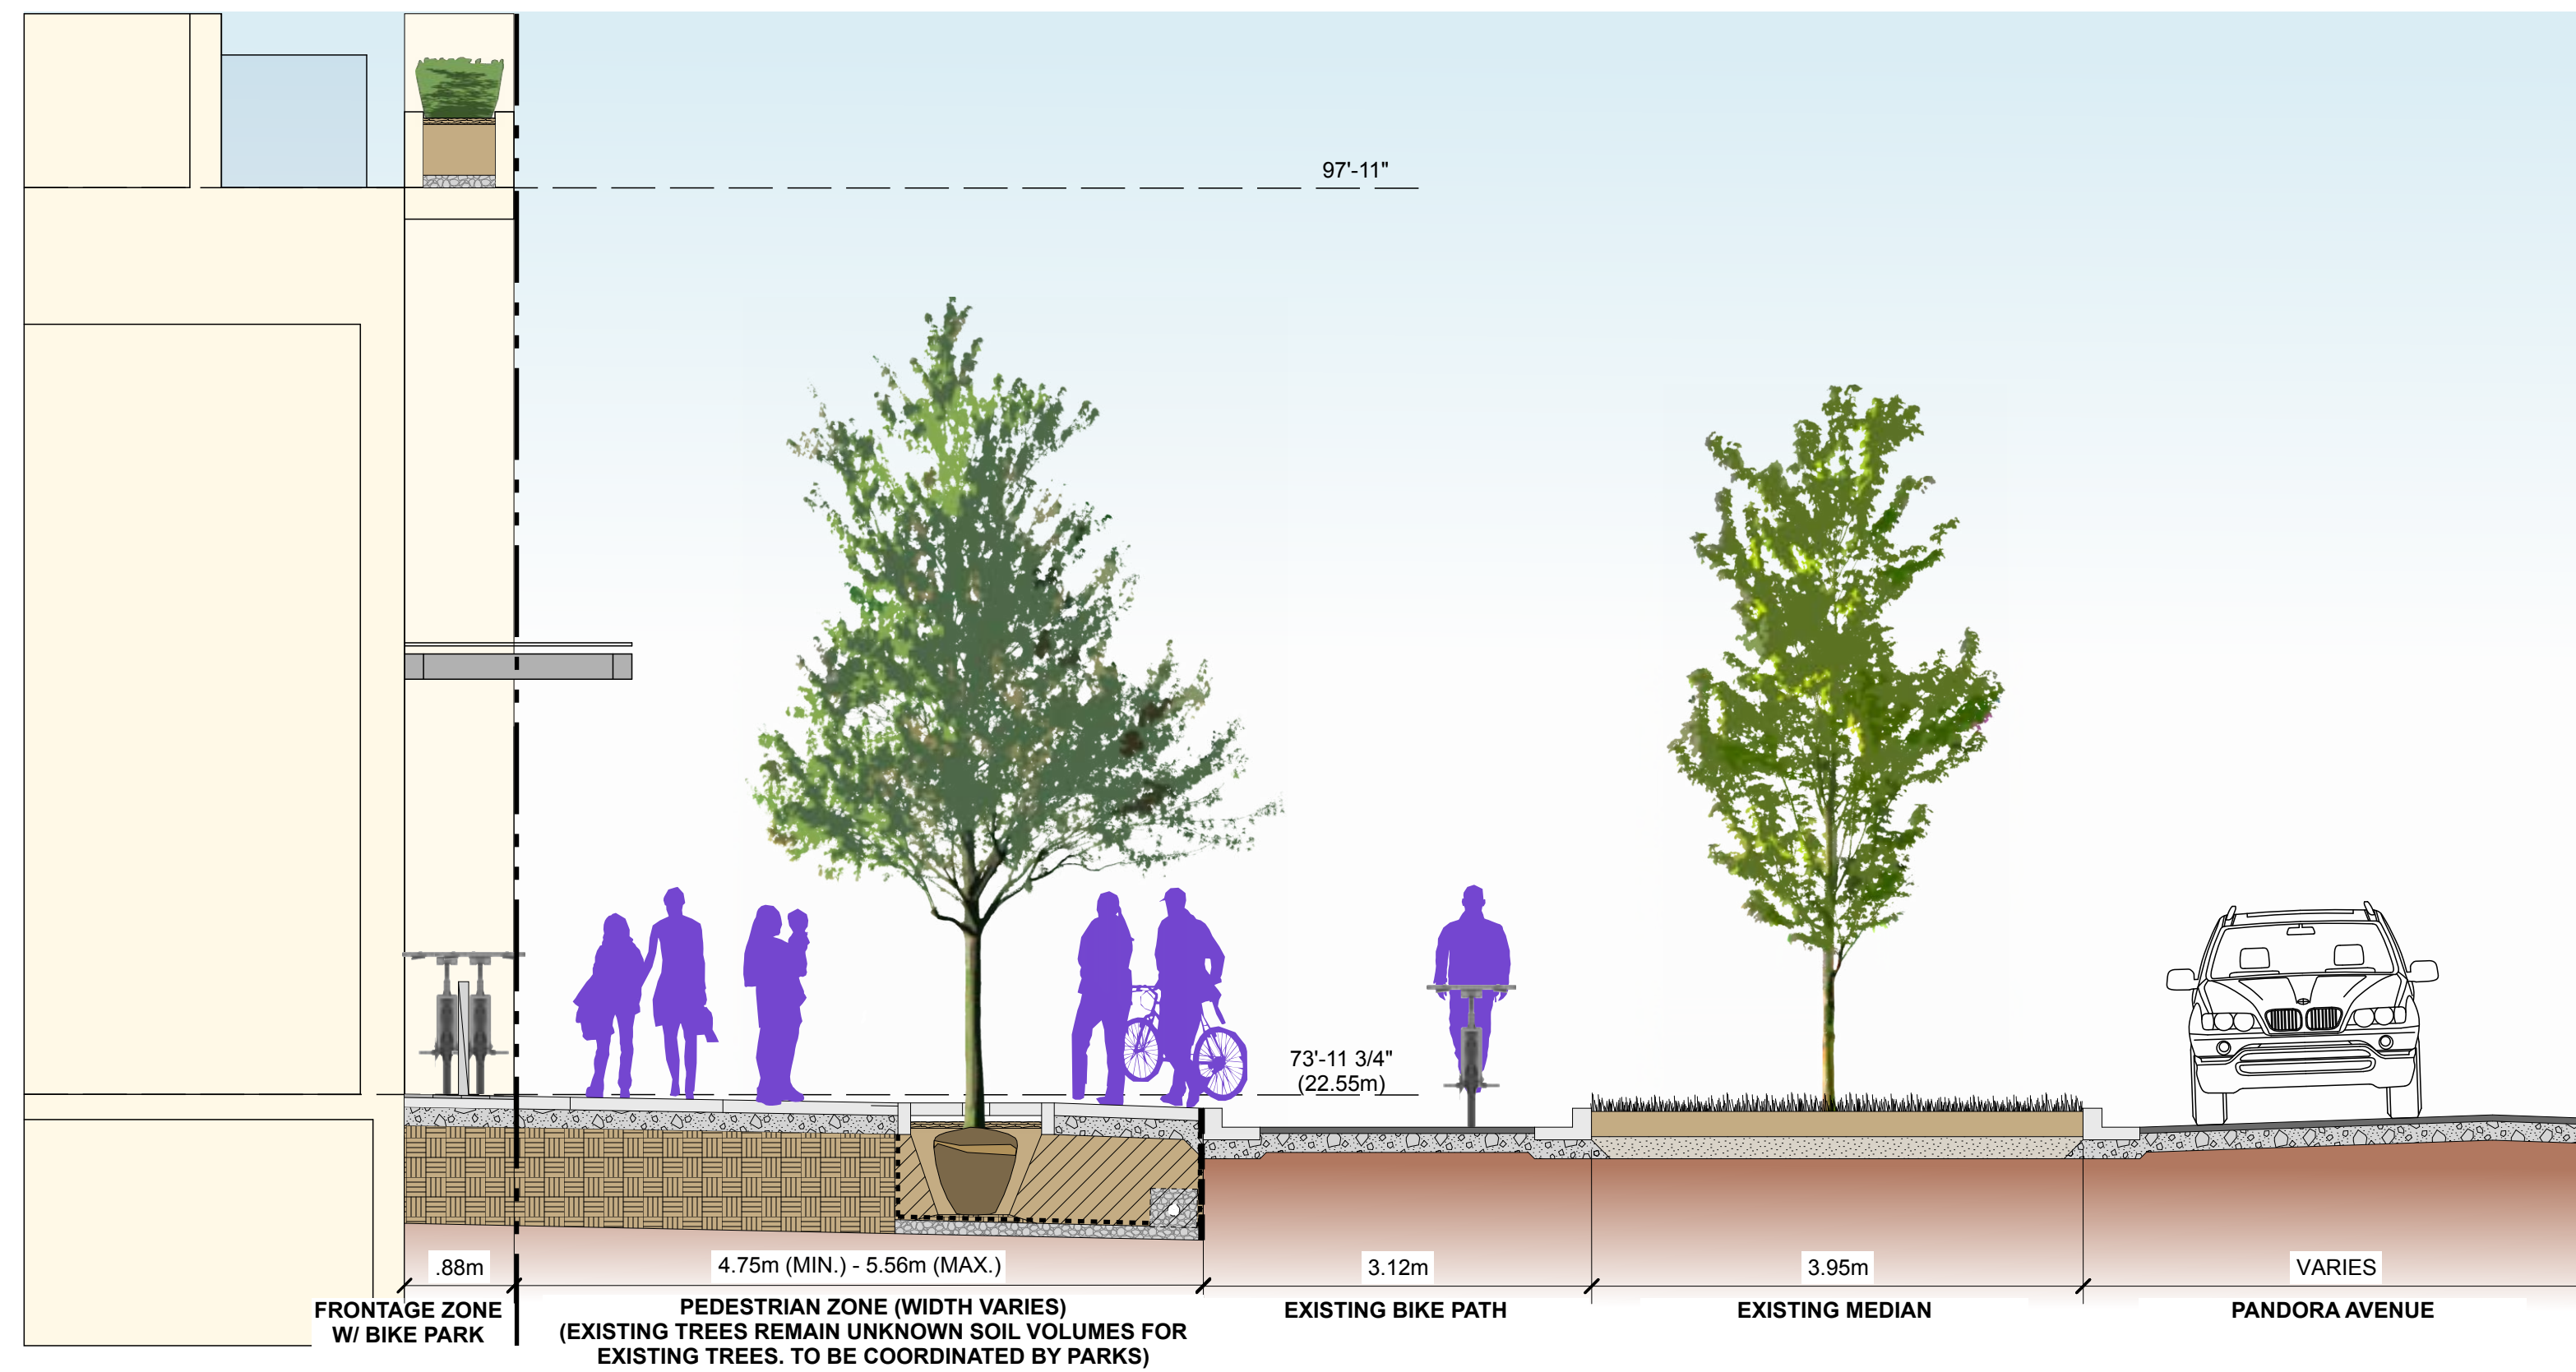 97'-11"
73'-11 3/4"
(22.55m)
.88m
4.75m (MIN.) - 5.56m (MAX.)
3.12m
3.95m
VARIES
FRONTAGE ZONE
W/ BIKE PARK
PEDESTRIAN ZONE (WIDTH VARIES)
(EXISTING TREES REMAIN UNKNOWN SOIL VOLUMES FOR
EXISTING TREES. TO BE COORDINATED BY PARKS)
EXISTING BIKE PATH
EXISTING MEDIAN
PANDORA AVENUE